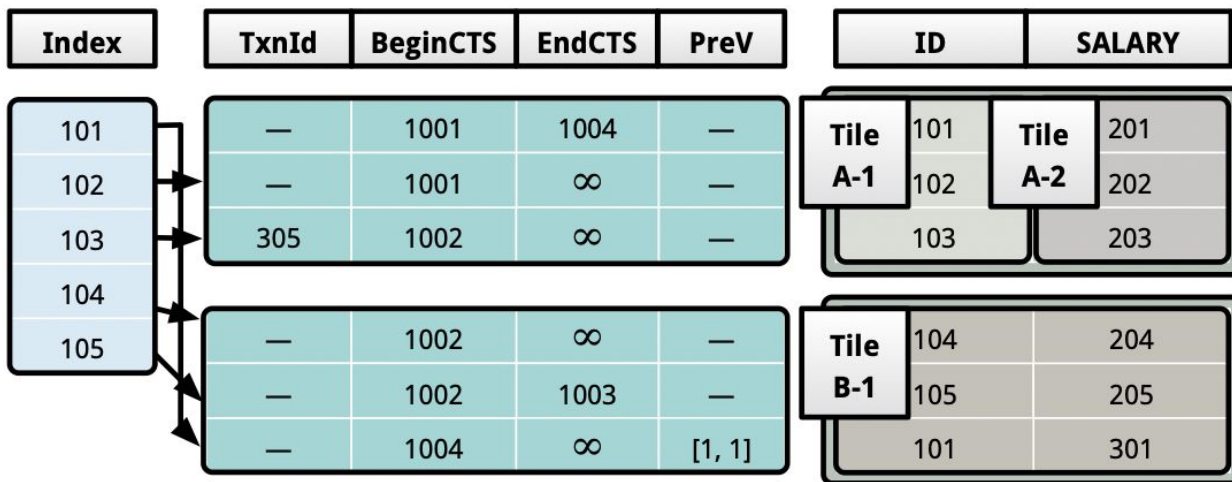 Index TxnId BeginCTS EndCTS PreV ID SALARY
101 — 1001 1004 — Tile A-1 101 Tile A-2 201
102 — 1001 ∞ — 102 202
103 305 1002 ∞ — 103 203
104 — 1002 ∞ — Tile B-1 104 204
105 — 1002 1003 — 105 205
— 1004 ∞ [1, 1] 101 301